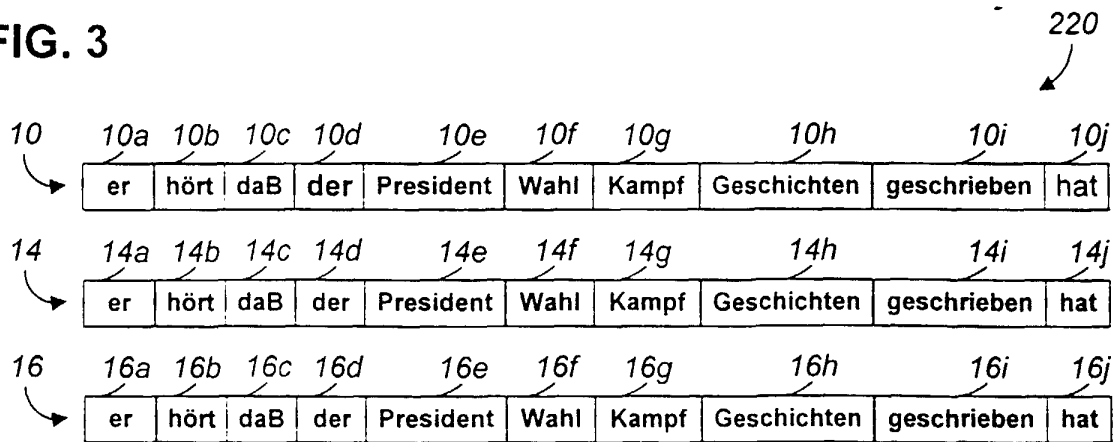 220
FIG. 3
10 10a 10b 10c 10d 10e 10f 10g 10h 10i 10j
er hört daB der President Wahl Kampf Geschichten geschrieben hat
14 14a 14b 14c 14d 14e 14f 14g 14h 14i 14j
er hört daB der President Wahl Kampf Geschichten geschrieben hat
16 16a 16b 16c 16d 16e 16f 16g 16h 16i 16j
er hört daB der President Wahl Kampf Geschichten geschrieben hat